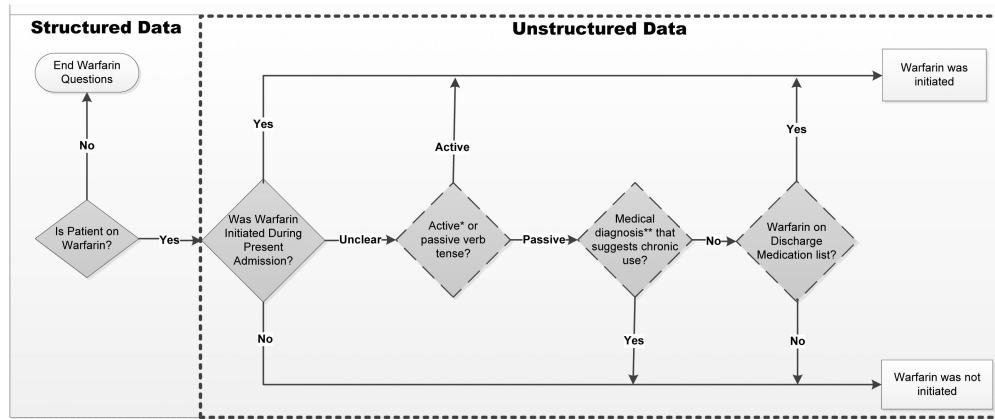 Structured Data
Unstructured Data
End Warfarin
Questions
Warfarin was
initiated
No
Yes
Yes
Active
Is Patient on
Warfarin?
Yes
Was Warfarin
Initiated During
Present
Admission?
Unclear
Active* or
passive verb
tense?
Passive
Medical
diagnosis** that
suggests chronic
use?
No
Warfarin on
Discharge
Medication list?
No
Yes
No
Warfarin was not
initiated